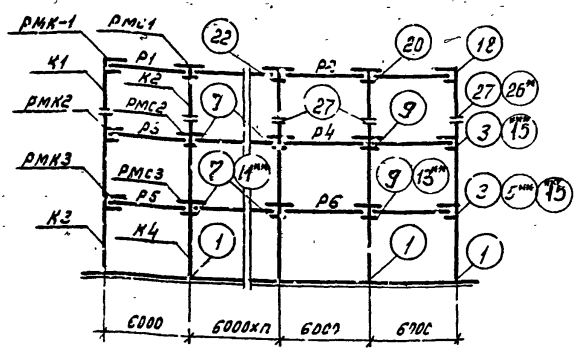 РМК-1 РМС1 22 20 18
Р1 Р2
К1 К2 27 27 26**
РМК2 РМС2 7 9 3 15***
Р3 Р4
РМК3 РМС3 7 14** 9 13** 3 5** 15***
Р5 Р6
К3 К4 1 1 1
6000 6000хп 6000 6000